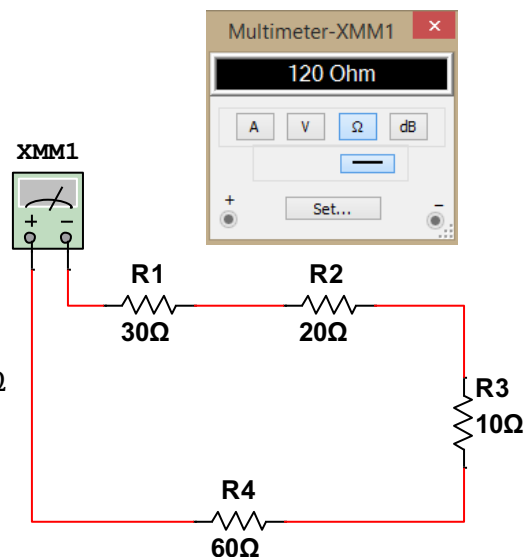 Multimeter-XMM1 ×
120 Ohm
A V Ω dB
+ Set... −
XMM1
+ −
R1
30Ω
R2
20Ω
Ω
R3
10Ω
R4
60Ω